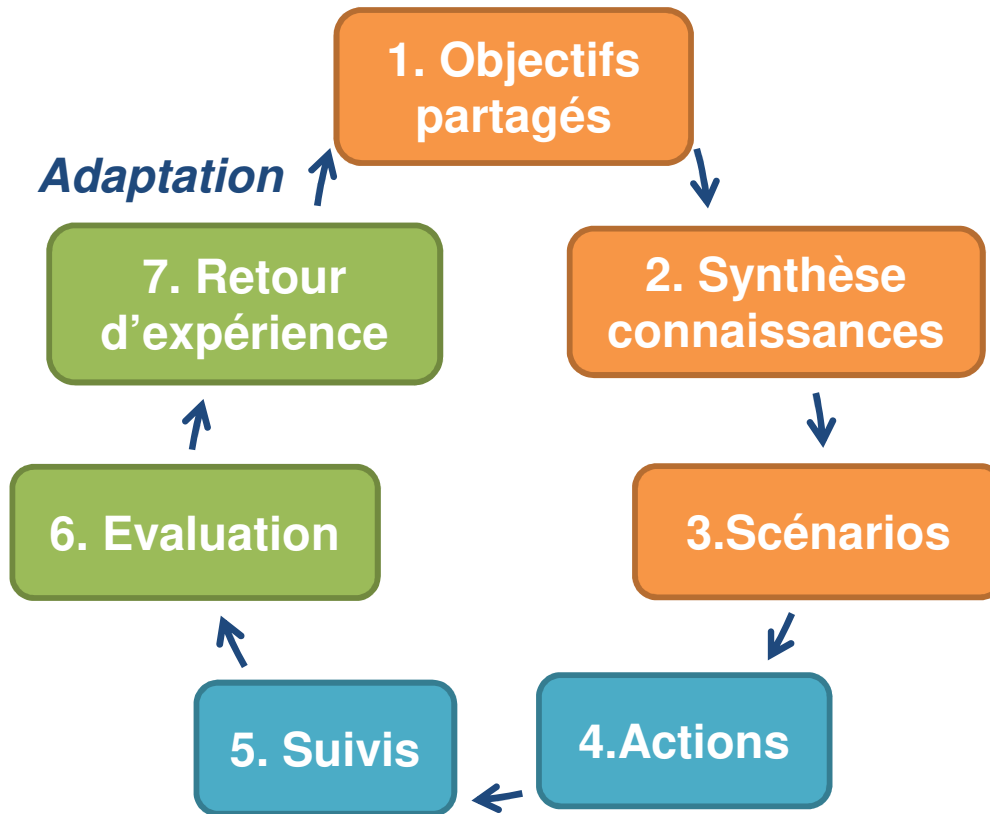 1. Objectifs
partagés
Adaptation
7. Retour
d’expérience
2. Synthèse
connaissances
6. Evaluation
3.Scénarios
5. Suivis
4.Actions